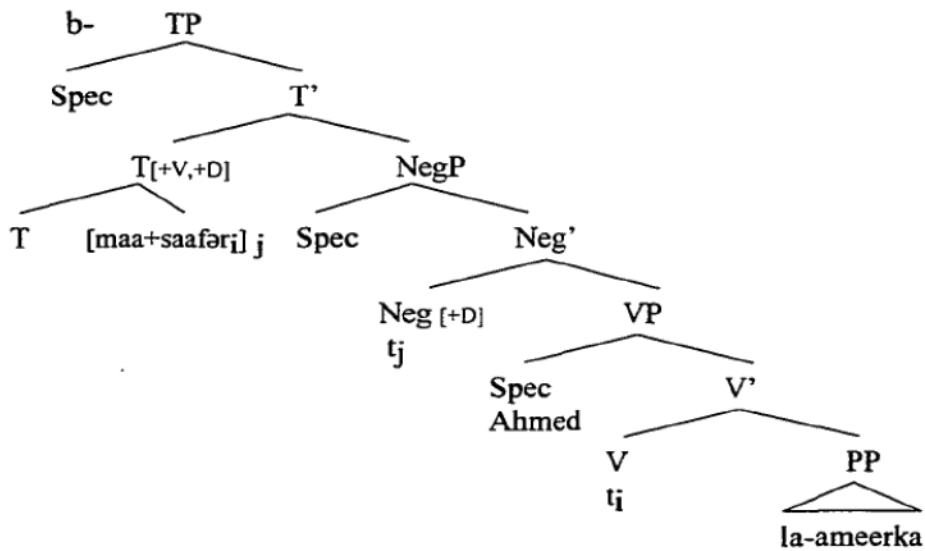 b- TP
Spec T’
T[+V,+D] NegP
T [maa+saafəri] j Spec Neg’
Neg [+D] VP
tj
Spec V’
Ahmed
V PP
ti
la-ameerka